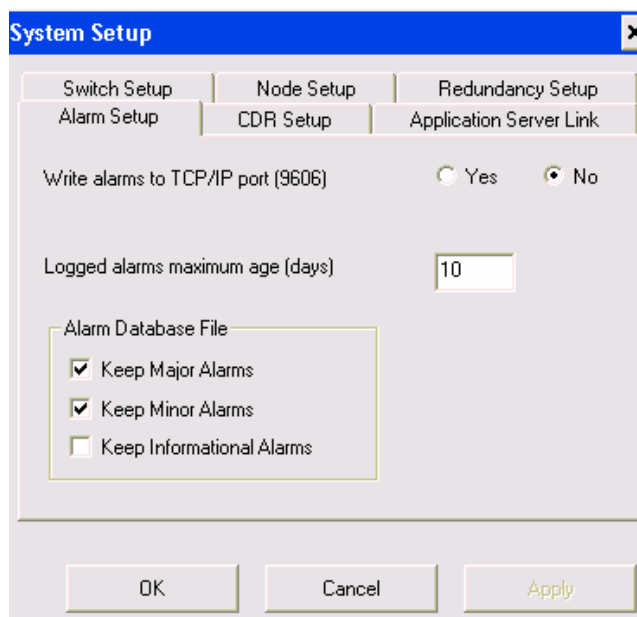 System Setup
Switch Setup
Node Setup
Redundancy Setup
Alarm Setup
CDR Setup
Application Server Link
Write alarms to TCP/IP port (9606)
Yes
No
Logged alarms maximum age (days)
10
Alarm Database File
Keep Major Alarms
Keep Minor Alarms
Keep Informational Alarms
OK
Cancel
Apply